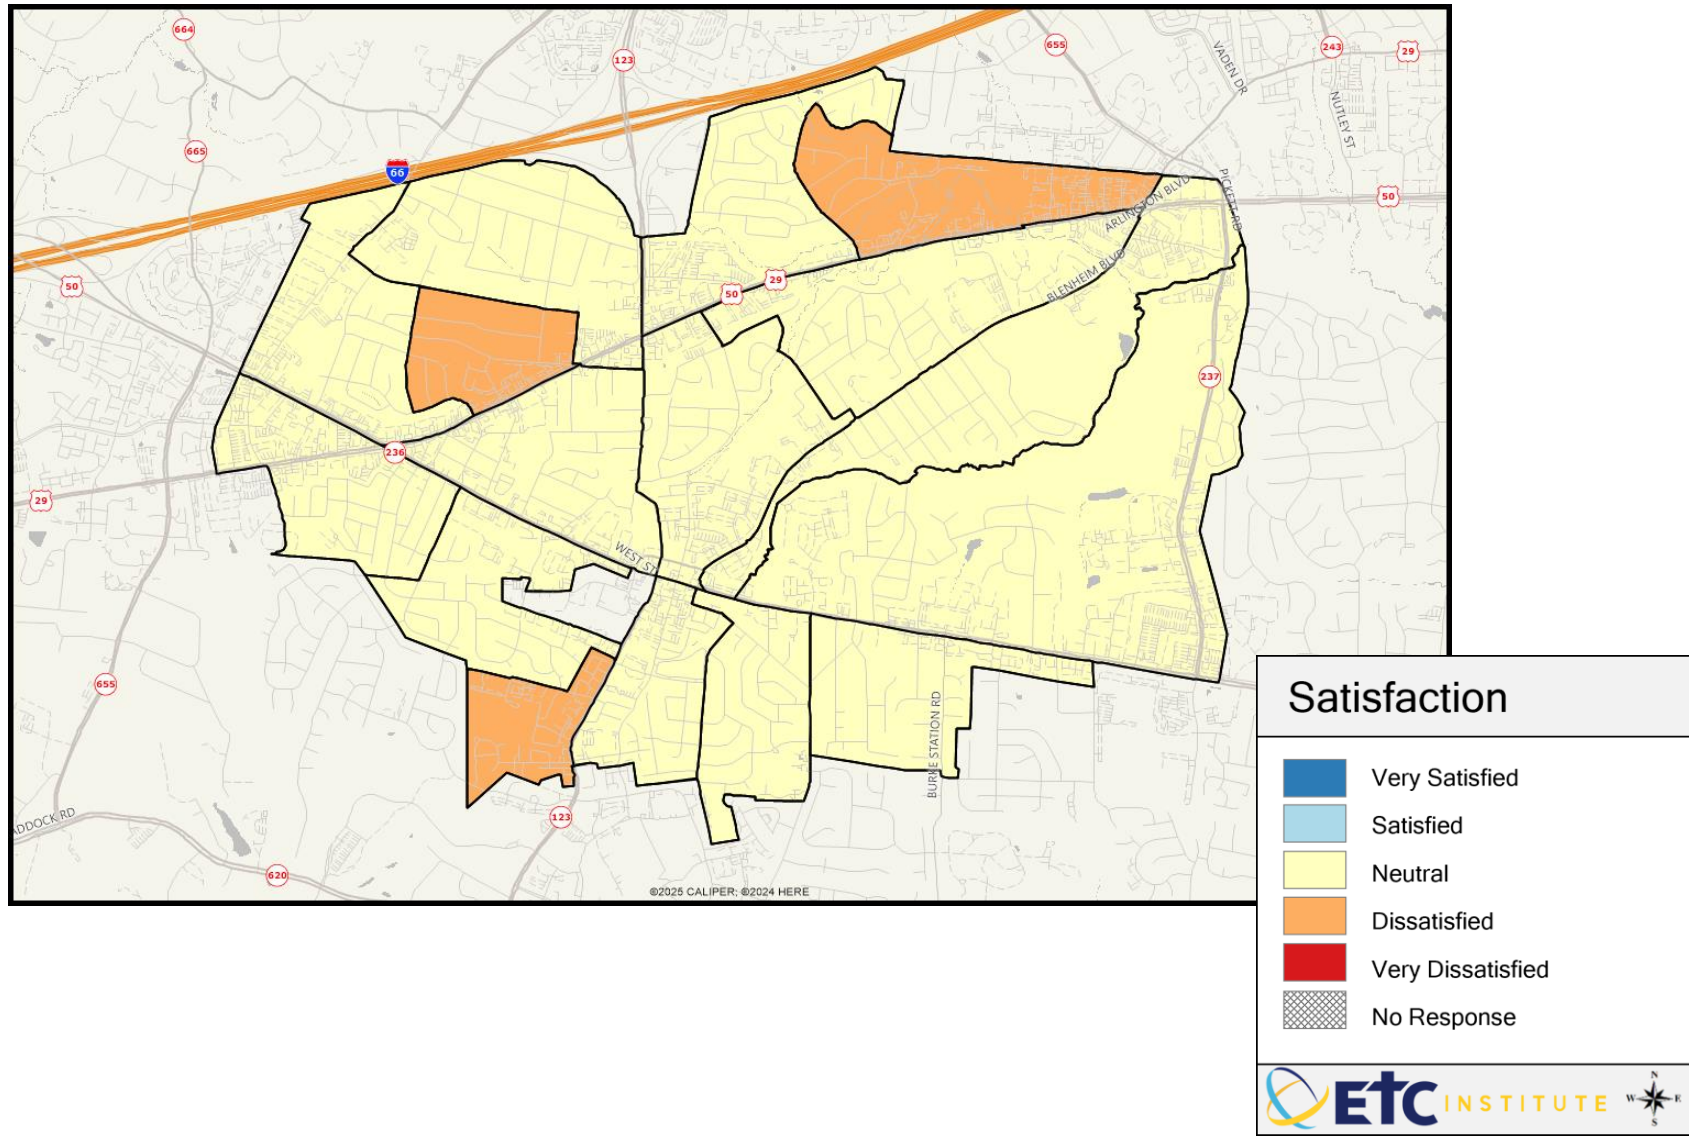 664
123
655
243
29
VADEN DR
NUTLEY ST
665
66
PICKETT RD
50
ARLINGTON BLVD
50
29
50
BLENHEIM BLVD
237
236
29
WEST ST
655
BURKE STATION RD
123
ADDOCK RD
620
©2025 CALIPER; ©2024 HERE
Satisfaction
Very Satisfied
Satisfied
Neutral
Dissatisfied
Very Dissatisfied
No Response
ETC INSTITUTE
N
W E
S